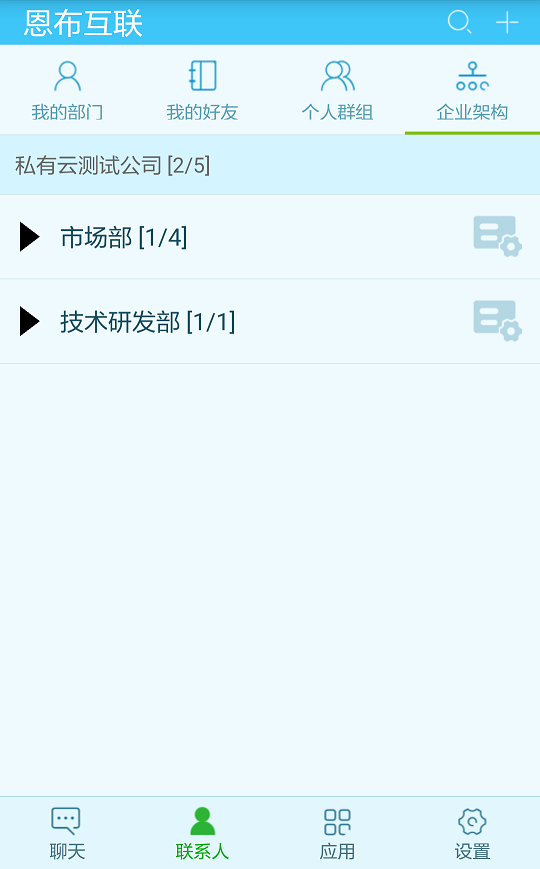 恩布互联
我的部门 我的好友 个人群组 企业架构
私有云测试公司 [2/5]
市场部 [1/4]
技术研发部 [1/1]
聊天 联系人 应用 设置